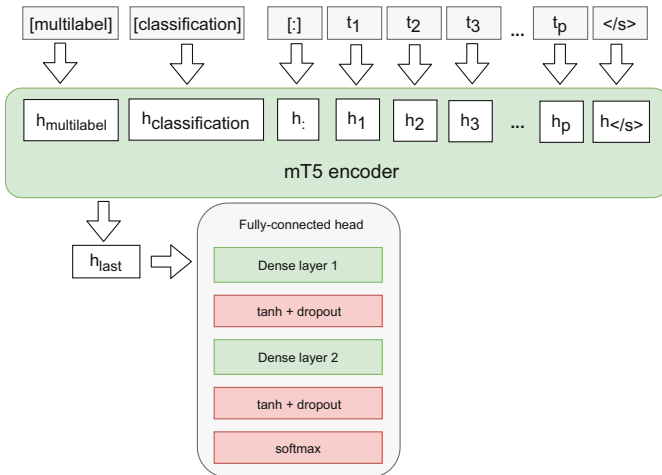 [multilabel] [classification] [:] t1 t2 t3 ... tp </s>
hmultilabel hclassification h: h1 h2 h3 ... hp h</s>
mT5 encoder
Fully-connected head
hlast
Dense layer 1
tanh + dropout
Dense layer 2
tanh + dropout
softmax